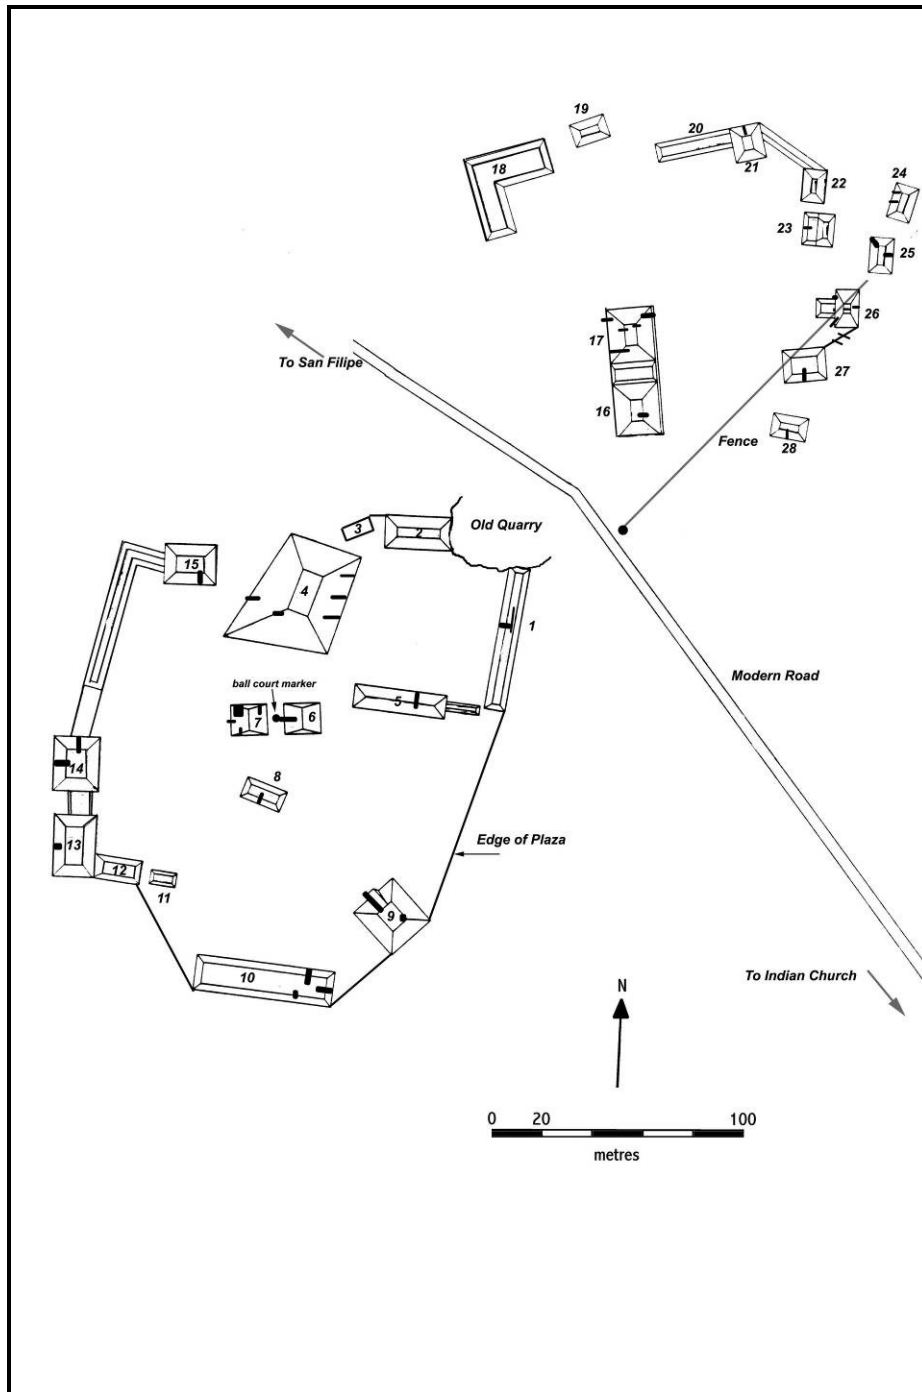 19
20
18
21
24
22
23
25
26
17
To San Filipe
27
16
Fence
28
Old Quarry
3
2
15
4
1
Modern Road
ball court marker
5
7
6
14
8
13
Edge of Plaza
12
11
9
10
To Indian Church
N
0 20 100
metres